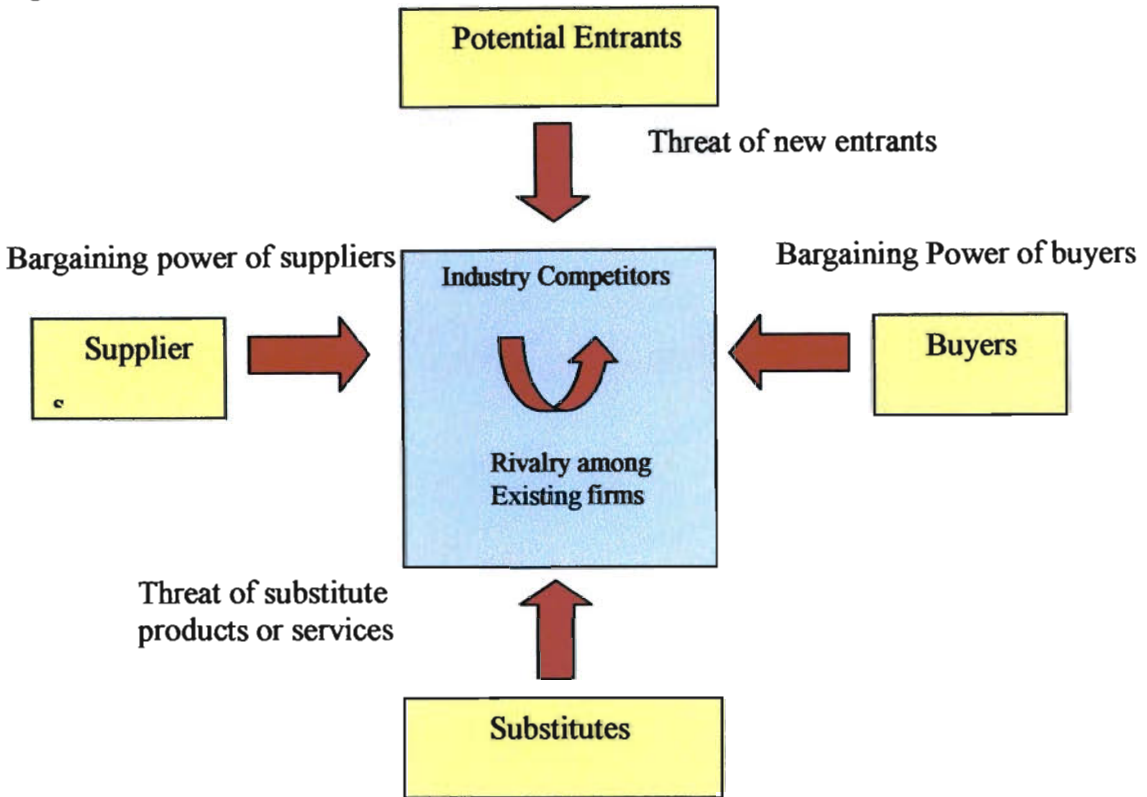 Potential Entrants
Threat of new entrants
Bargaining power of suppliers
Bargaining Power of buyers
Industry Competitors
Supplier
Buyers
Rivalry among
Existing firms
Threat of substitute
products or services
Substitutes